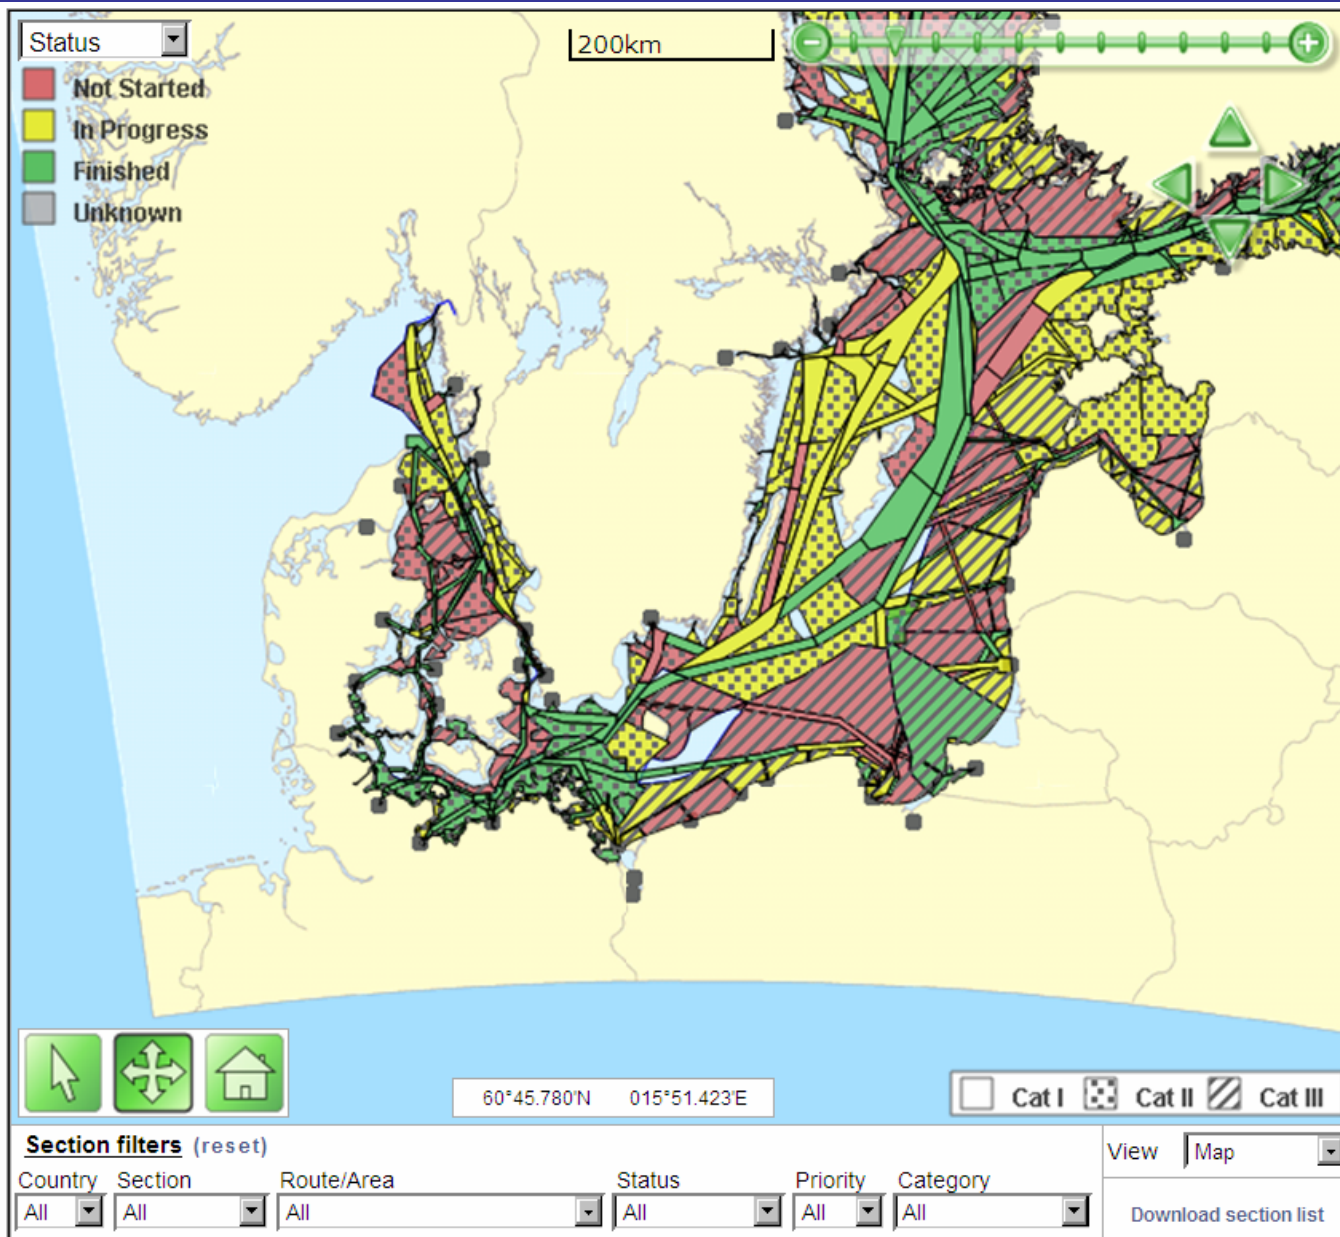 Status
200km
Not Started
In Progress
Finished
Unknown
60°45.780'N 015°51.423'E
Cat I Cat II Cat III
Section filters (reset)
View Map
Country Section Route/Area Status Priority Category
All All All All All All
Download section list